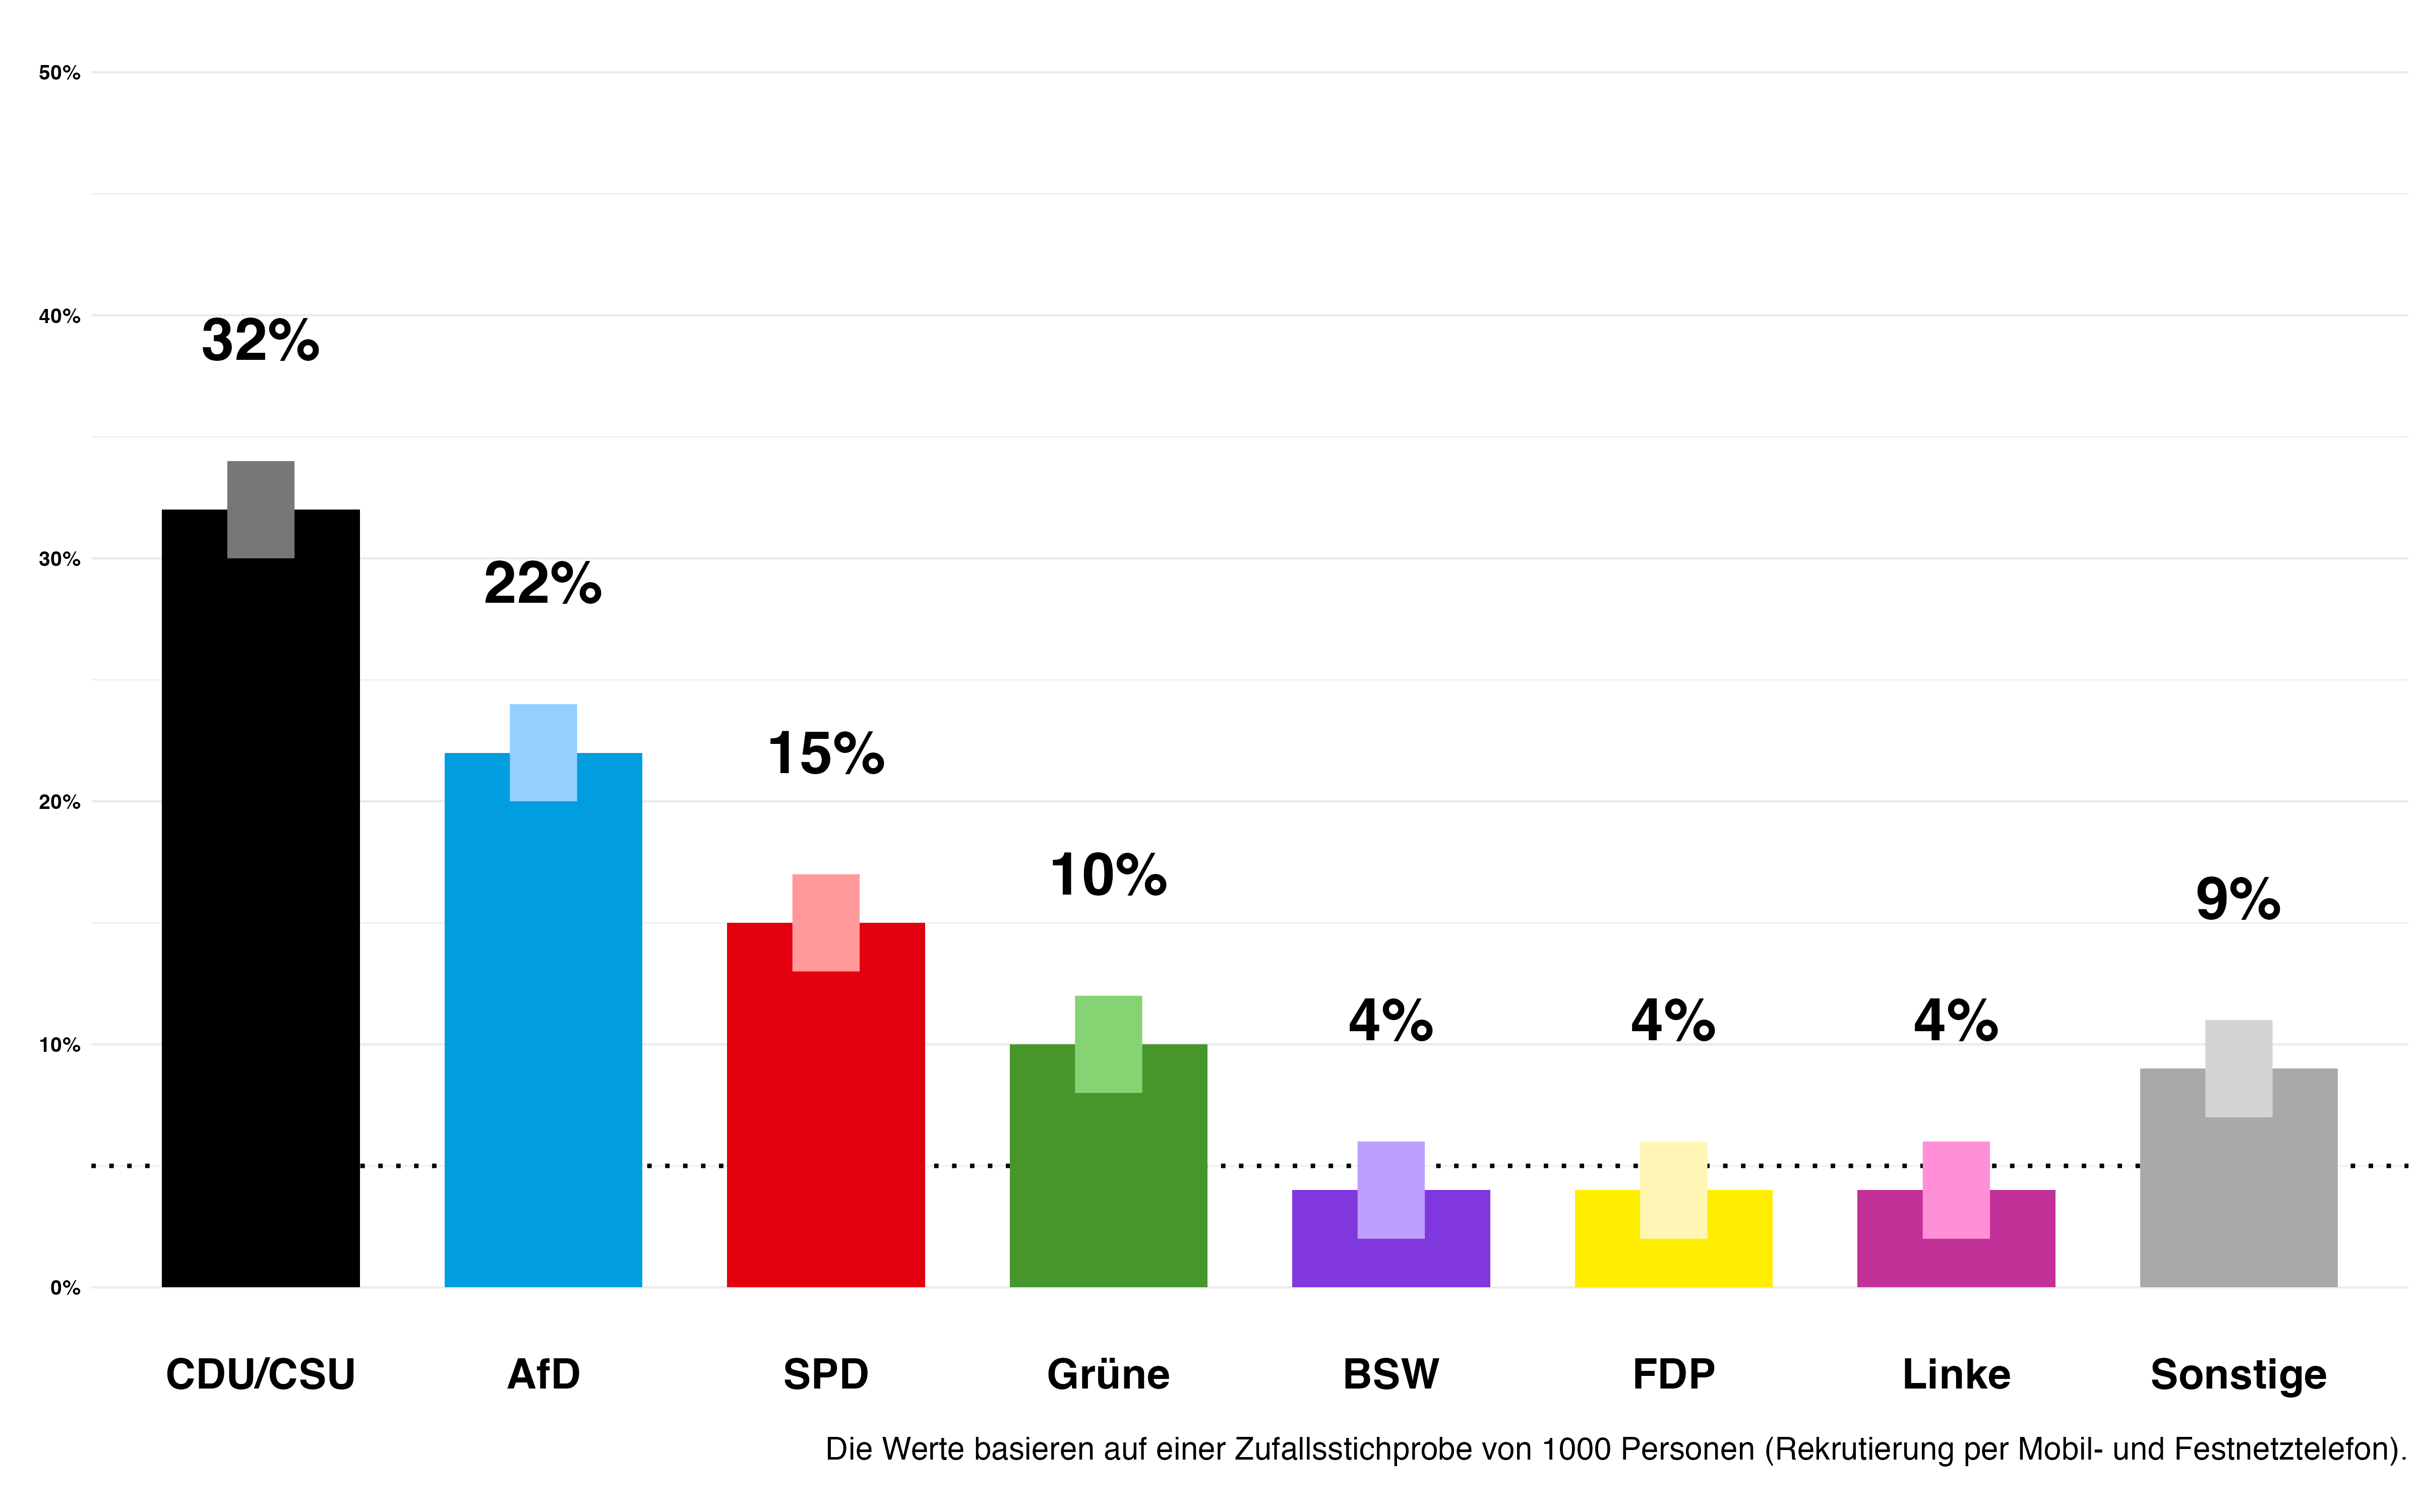 50%
40%
30%
20%
10%
0%
32%
22%
15%
10%
4%
4%
4%
9%
CDU/CSU
AfD
SPD
Grüne
BSW
FDP
Linke
Sonstige
Die Werte basieren auf einer Zufallsstichprobe von 1000 Personen (Rekrutierung per Mobil- und Festnetztelefon).